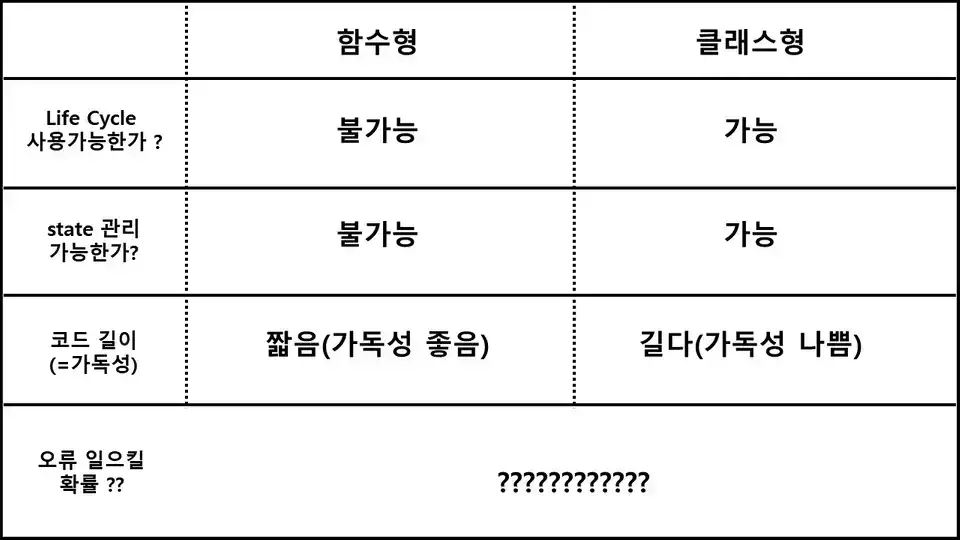 함수형 클래스형
Life Cycle
사용가능한가 ?
불가능 가능
state 관리
가능한가?
불가능 가능
코드 길이
(=가독성)
짧음(가독성 좋음) 길다(가독성 나쁨)
오류 일으킬
확률 ??
????????????